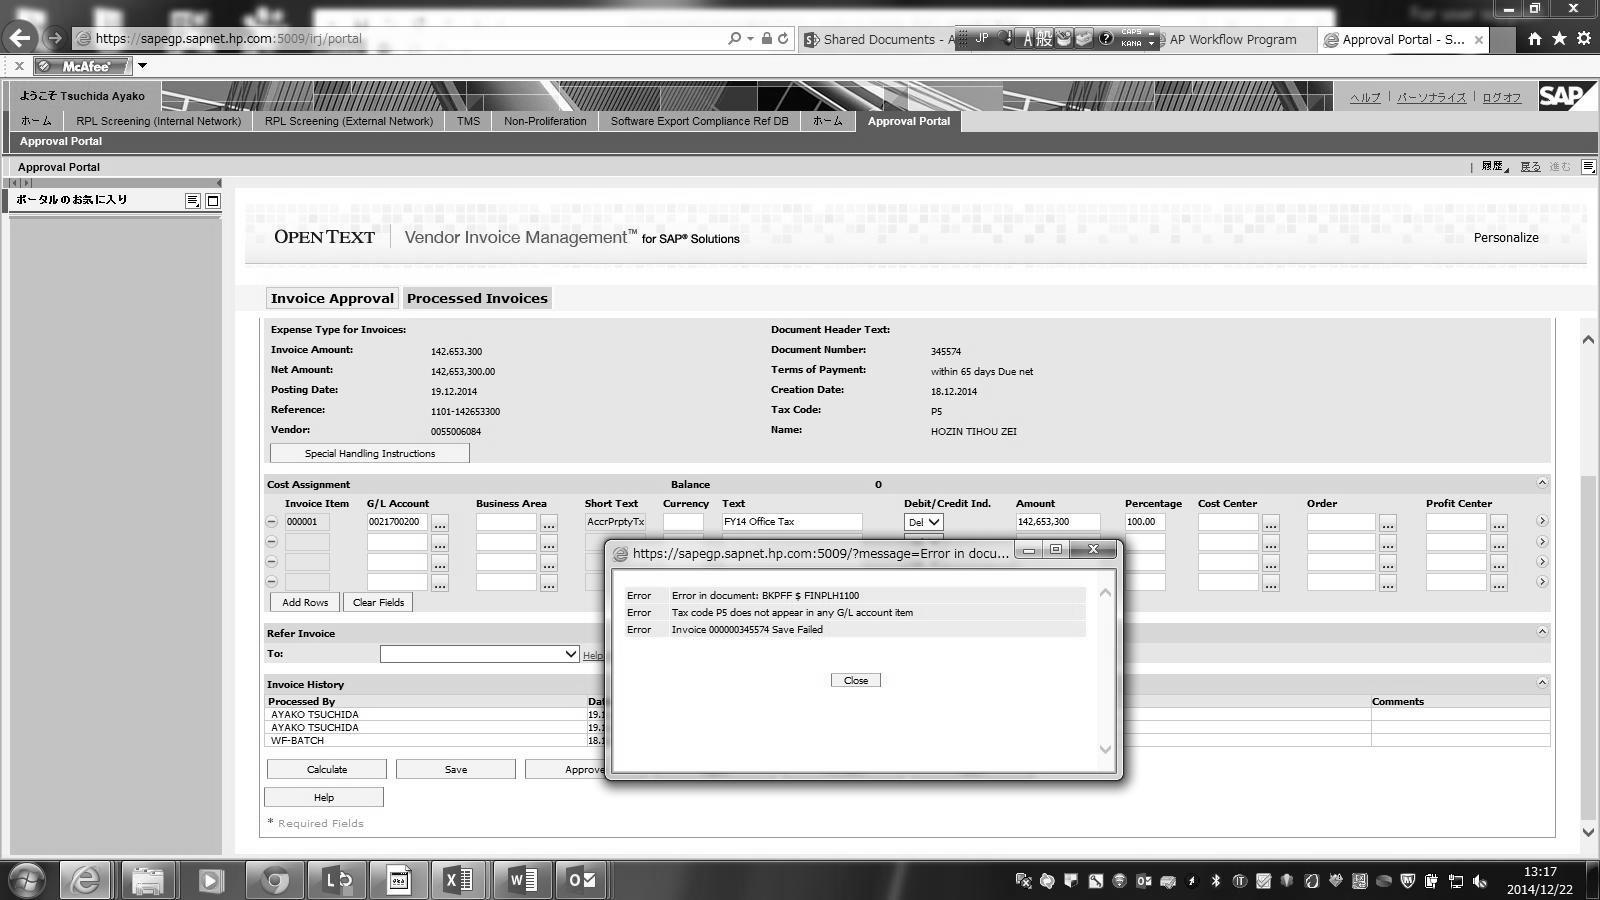 For user
https://sapegp.sapnet.hp.com:5009/irj/portal
Shared Documents - A
JP
A 般
CAPS
KANA
AP Workflow Program
Approval Portal - S...
McAfee
ようこそ Tsuchida Ayako
ヘルプ | パーソナライズ | ログオフ
SAP
ホーム
RPL Screening (Internal Network)
RPL Screening (External Network)
TMS
Non-Proliferation
Software Export Compliance Ref DB
ホーム
Approval Portal
Approval Portal
Approval Portal
履歴
戻る 進む
ポータルのお気に入り
OPEN TEXT
Vendor Invoice Management™ for SAP® Solutions
Personalize
Invoice Approval
Processed Invoices
Expense Type for Invoices:
Document Header Text:
Invoice Amount: 142.653.300
Document Number: 345574
Net Amount: 142,653,300.00
Terms of Payment: within 65 days Due net
Posting Date: 19.12.2014
Creation Date: 18.12.2014
Reference: 1101-142653300
Tax Code: P5
Vendor: 0055006084
Name: HOZIN TIHOU ZEI
Special Handling Instructions
Cost Assignment
Balance
0
Invoice Item G/L Account Business Area Short Text Currency Text Debit/Credit Ind. Amount Percentage Cost Center Order Profit Center
000001 0021700200 ... AccrPrptyTx FY14 Office Tax Del 142,653,300 100.00 ... ... ...
... ... ... ... ...
... ... ... ... ...
... ... ... ... ...
Add Rows
Clear Fields
https://sapegp.sapnet.hp.com:5009/?message=Error in docu...
Error Error in document: BKPFF $ FINPLH1100
Error Tax code P5 does not appear in any G/L account item
Error Invoice 000000345574 Save Failed
Close
Refer Invoice
To:
Help
Invoice History
Processed By
Dat
Comments
AYAKO TSUCHIDA 19.1
AYAKO TSUCHIDA 19.1
WF-BATCH 18.1
Calculate
Save
Approve
Help
* Required Fields
13:17
2014/12/22